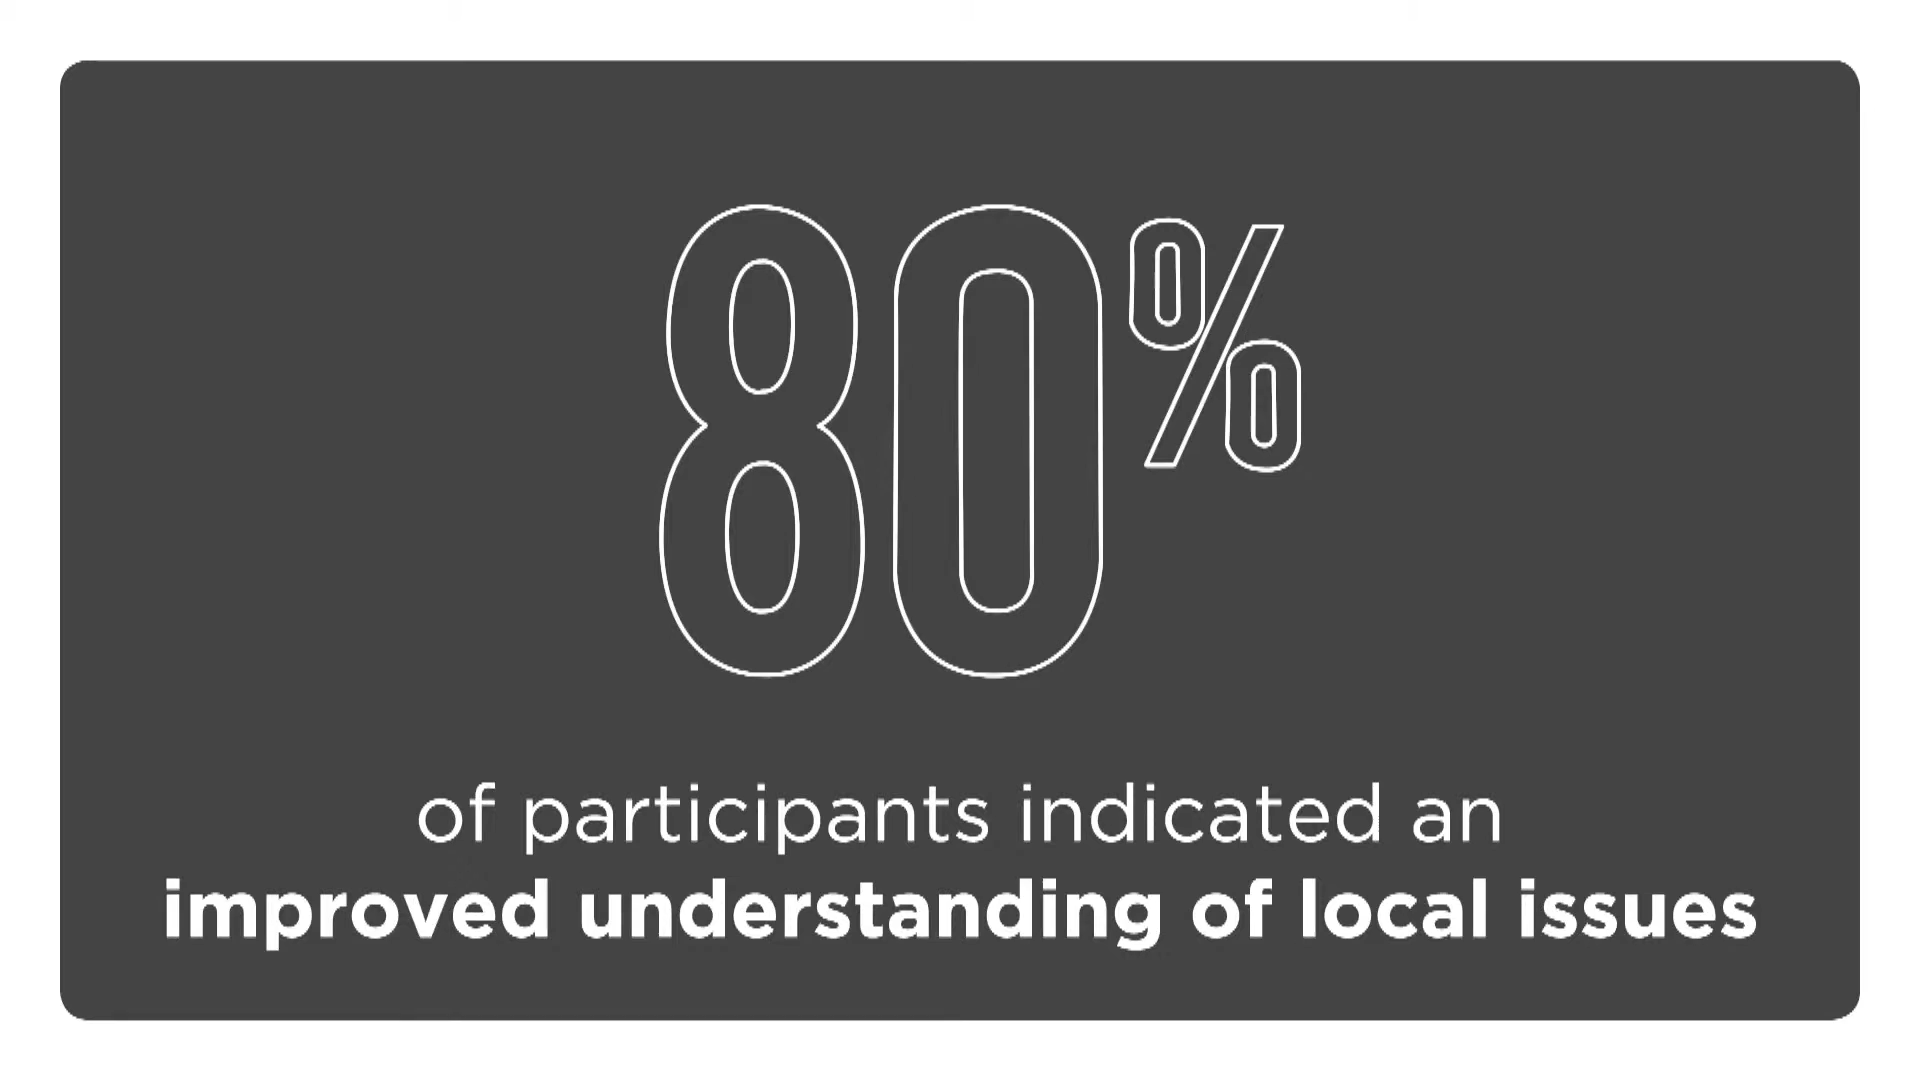 80%
of participants indicated an
improved understanding of local issues